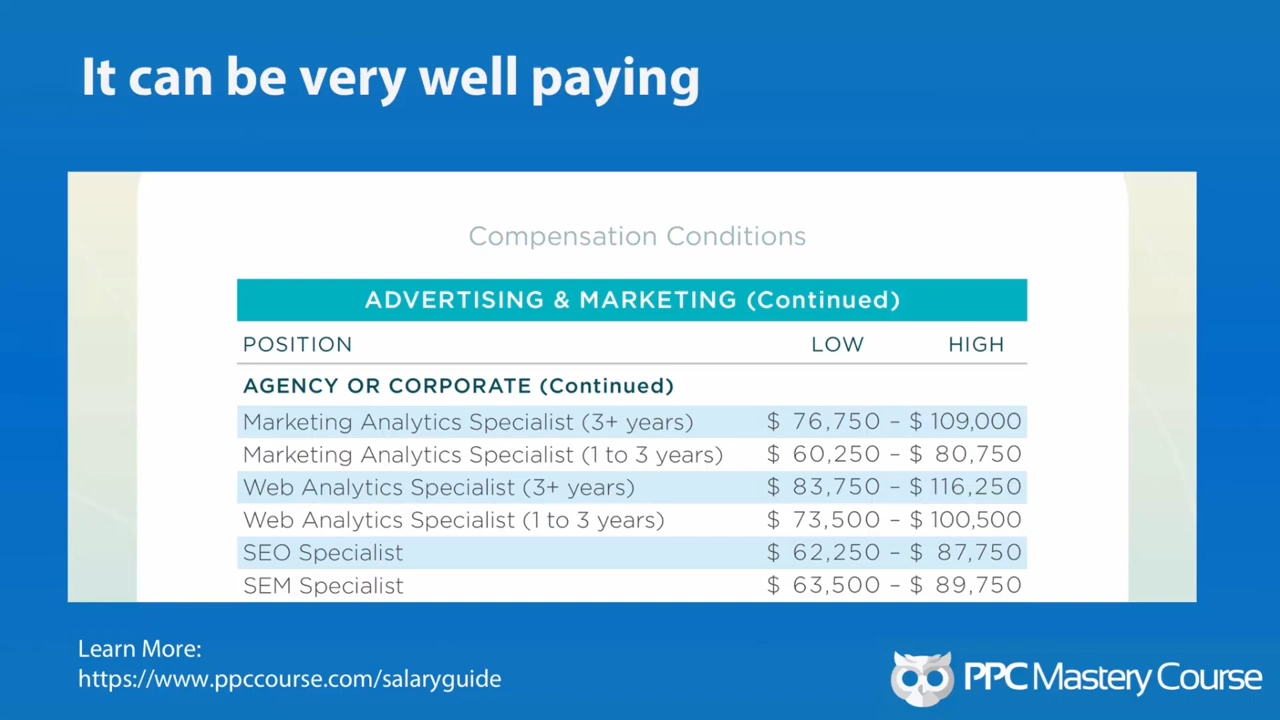 It can be very well paying
Compensation Conditions
ADVERTISING & MARKETING (Continued)
POSITION LOW HIGH
AGENCY OR CORPORATE (Continued)
Marketing Analytics Specialist (3+ years) $ 76,750 – $ 109,000
Marketing Analytics Specialist (1 to 3 years) $ 60,250 – $ 80,750
Web Analytics Specialist (3+ years) $ 83,750 – $ 116,250
Web Analytics Specialist (1 to 3 years) $ 73,500 – $ 100,500
SEO Specialist $ 62,250 – $ 87,750
SEM Specialist $ 63,500 – $ 89,750
Learn More:
https://www.ppccourse.com/salaryguide
PPC Mastery Course